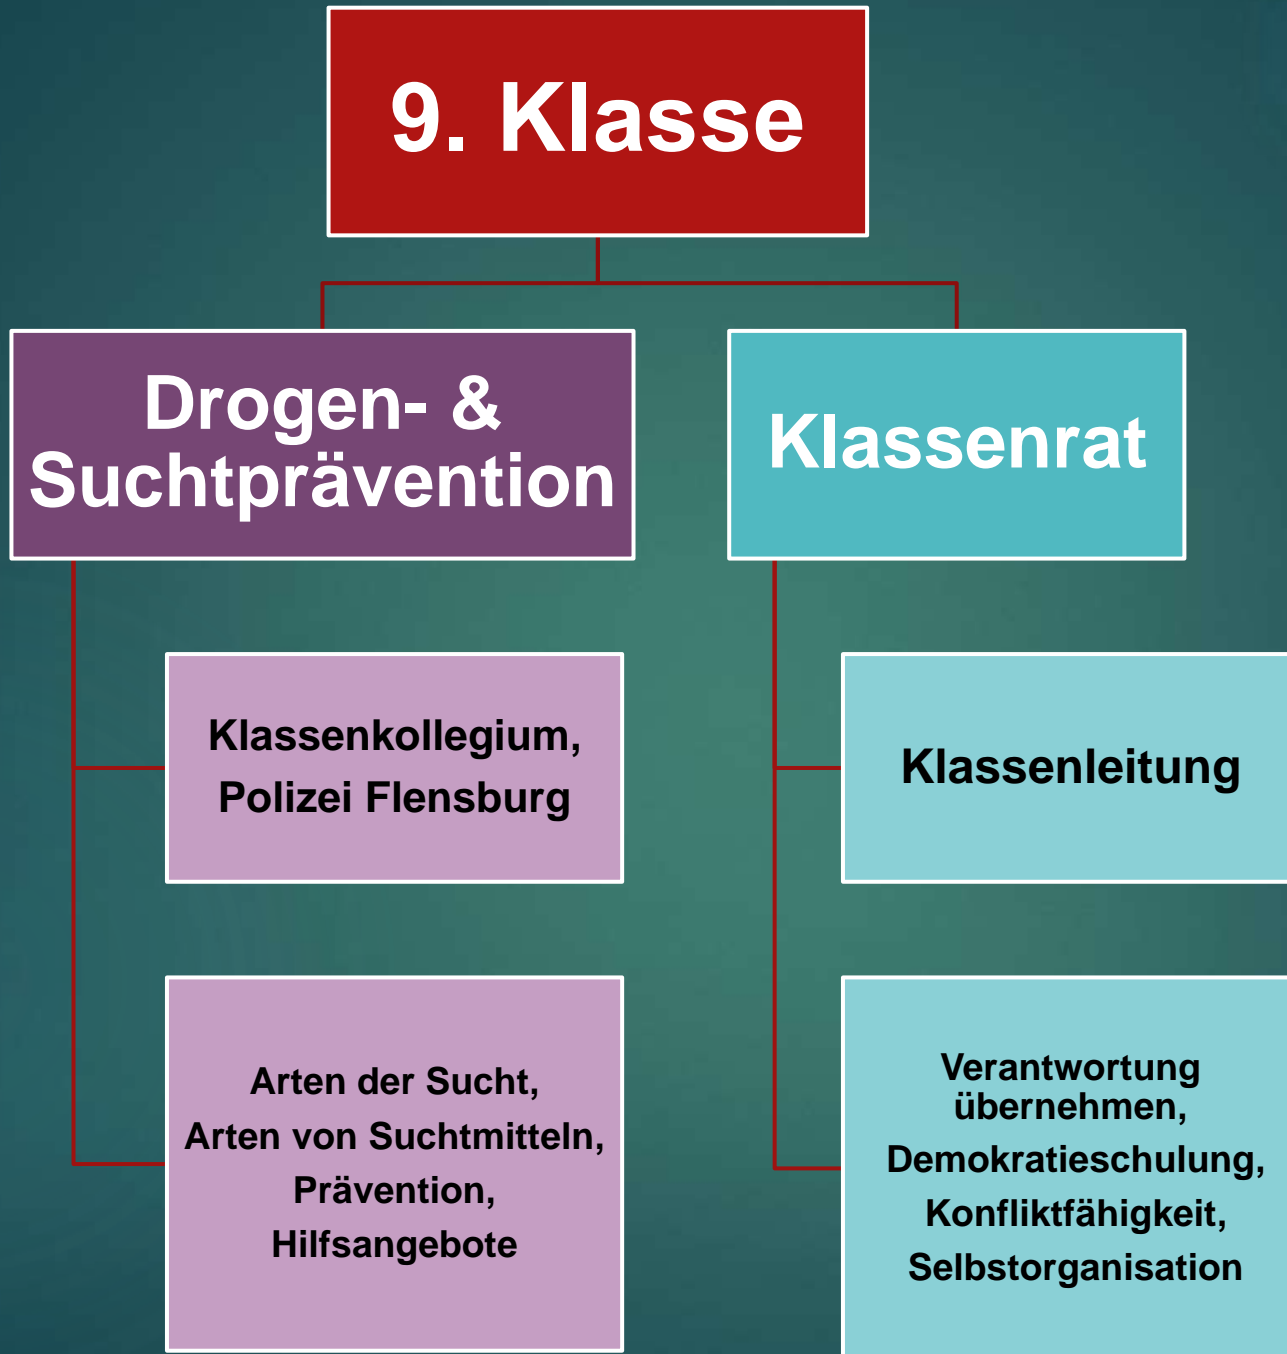 9. Klasse
Drogen- &
Suchtprävention
Klassenkollegium,
Polizei Flensburg
Arten der Sucht,
Arten von Suchtmitteln,
Prävention,
Hilfsangebote
Klassenrat
Klassenleitung
Verantwortung
übernehmen,
Demokratieschulung,
Konfliktfähigkeit,
Selbstorganisation